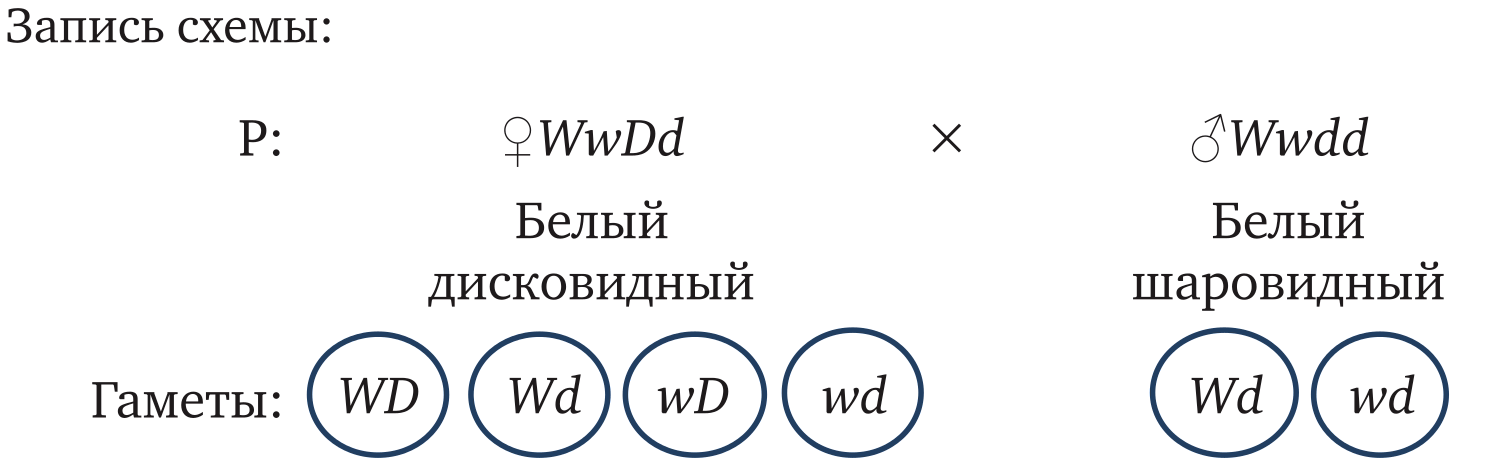 Запись схемы:
P: ♀WwDd × ♂Wwdd
Белый Белый
дисковидный шаровидный
Гаметы: WD Wd wD wd Wd wd